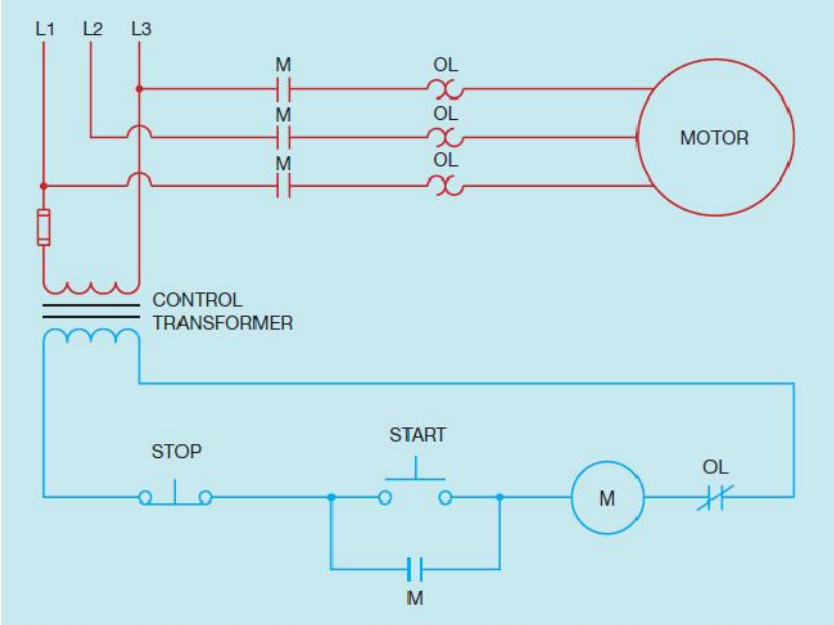 L1 L2 L3
M OL
M OL
MOTOR
M OL
CONTROL
TRANSFORMER
START
STOP
OL
M
M